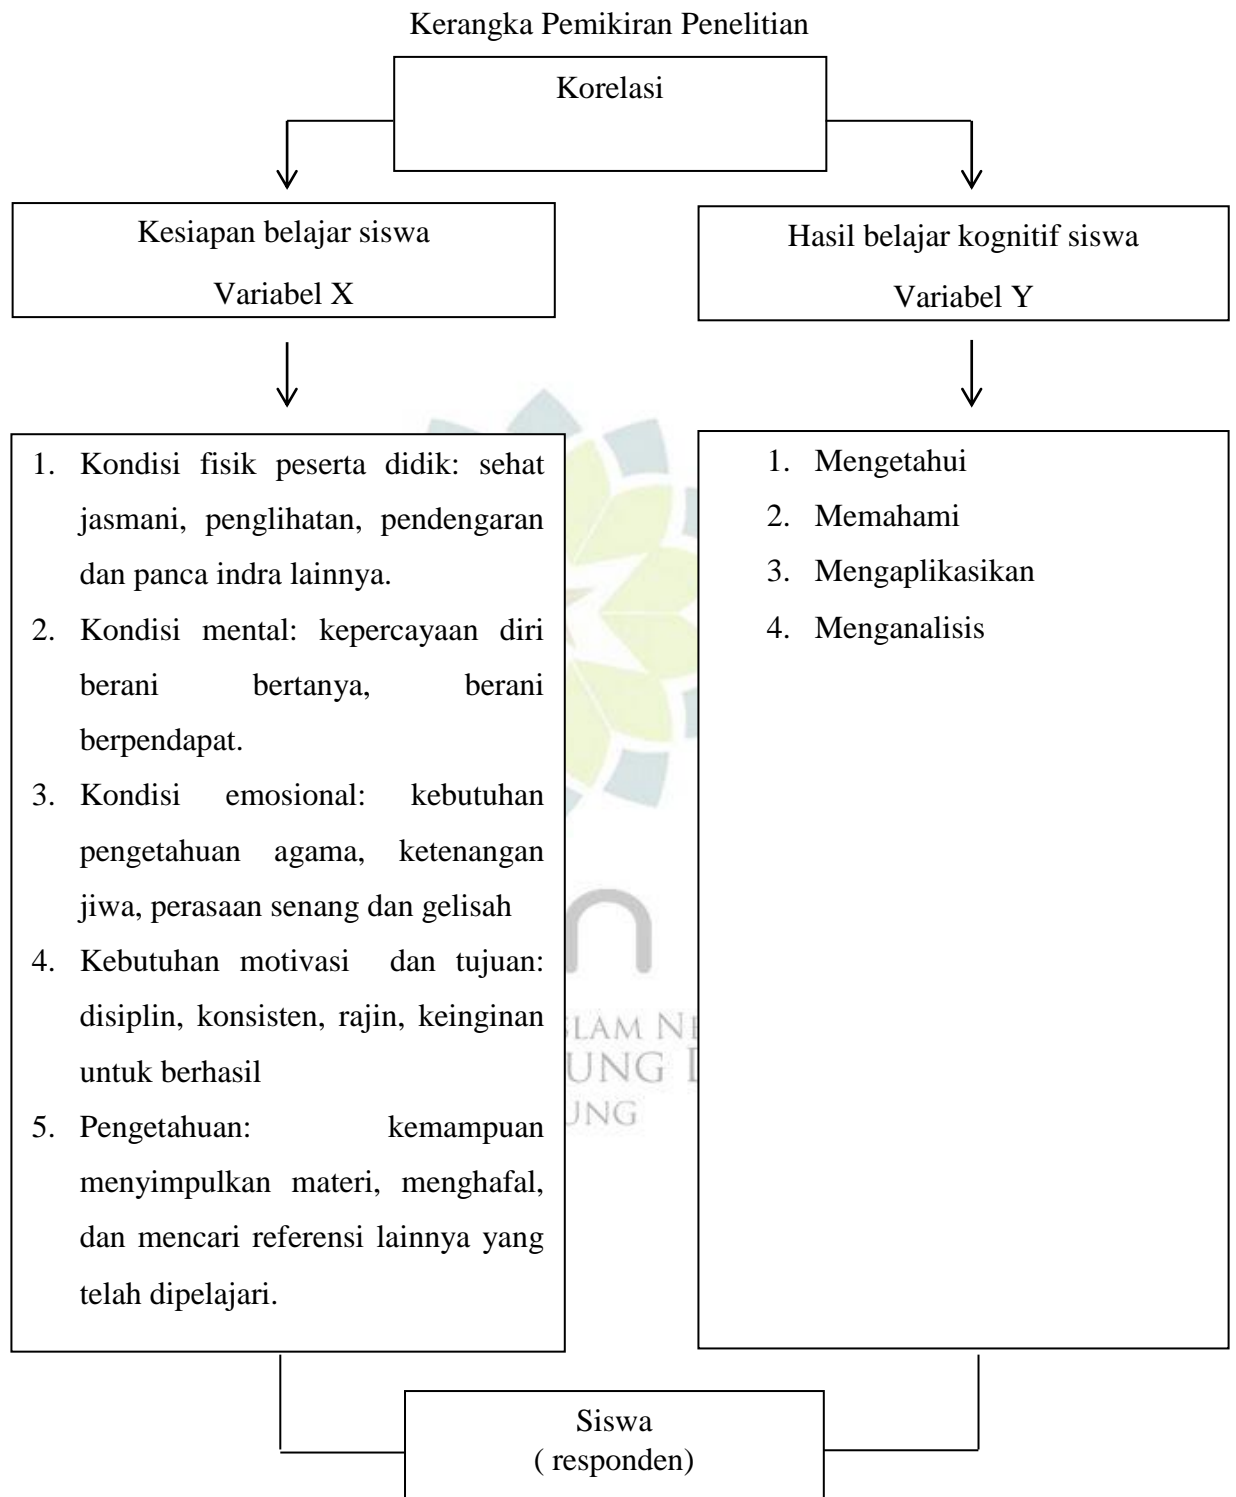 Kerangka Pemikiran Penelitian
Korelasi
Kesiapan belajar siswa
Variabel X
Hasil belajar kognitif siswa
Variabel Y
1. Kondisi fisik peserta didik: sehat
jasmani, penglihatan, pendengaran
dan panca indra lainnya.
2. Kondisi mental: kepercayaan diri
berani bertanya, berani
berpendapat.
3. Kondisi emosional: kebutuhan
pengetahuan agama, ketenangan
jiwa, perasaan senang dan gelisah
4. Kebutuhan motivasi dan tujuan:
disiplin, konsisten, rajin, keinginan
untuk berhasil
5. Pengetahuan: kemampuan
menyimpulkan materi, menghafal,
dan mencari referensi lainnya yang
telah dipelajari.
1. Mengetahui
2. Memahami
3. Mengaplikasikan
4. Menganalisis
Siswa
( responden)